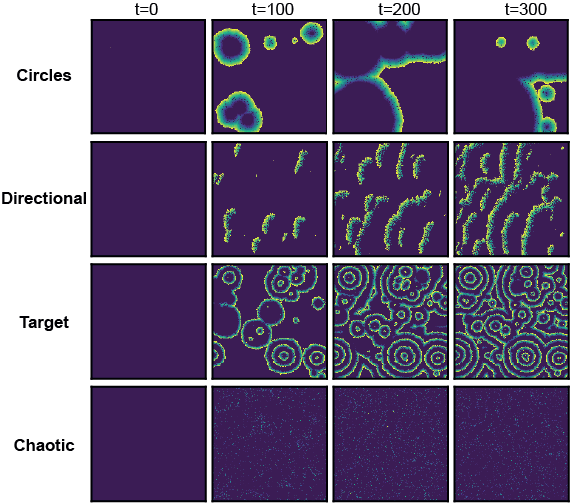 t=0 t=100 t=200 t=300
Circles
Directional
Target
Chaotic